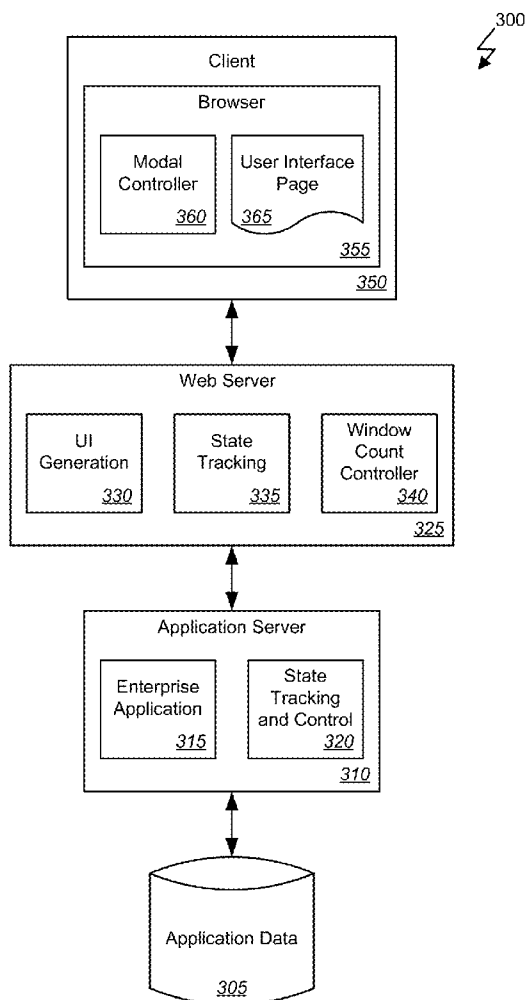 300
Client
Browser
Modal
Controller
360
User Interface
Page
365
355
350
Web Server
UI
Generation
330
State
Tracking
335
Window
Count
Controller
340
325
Application Server
Enterprise
Application
315
State
Tracking
and Control
320
310
Application Data
305